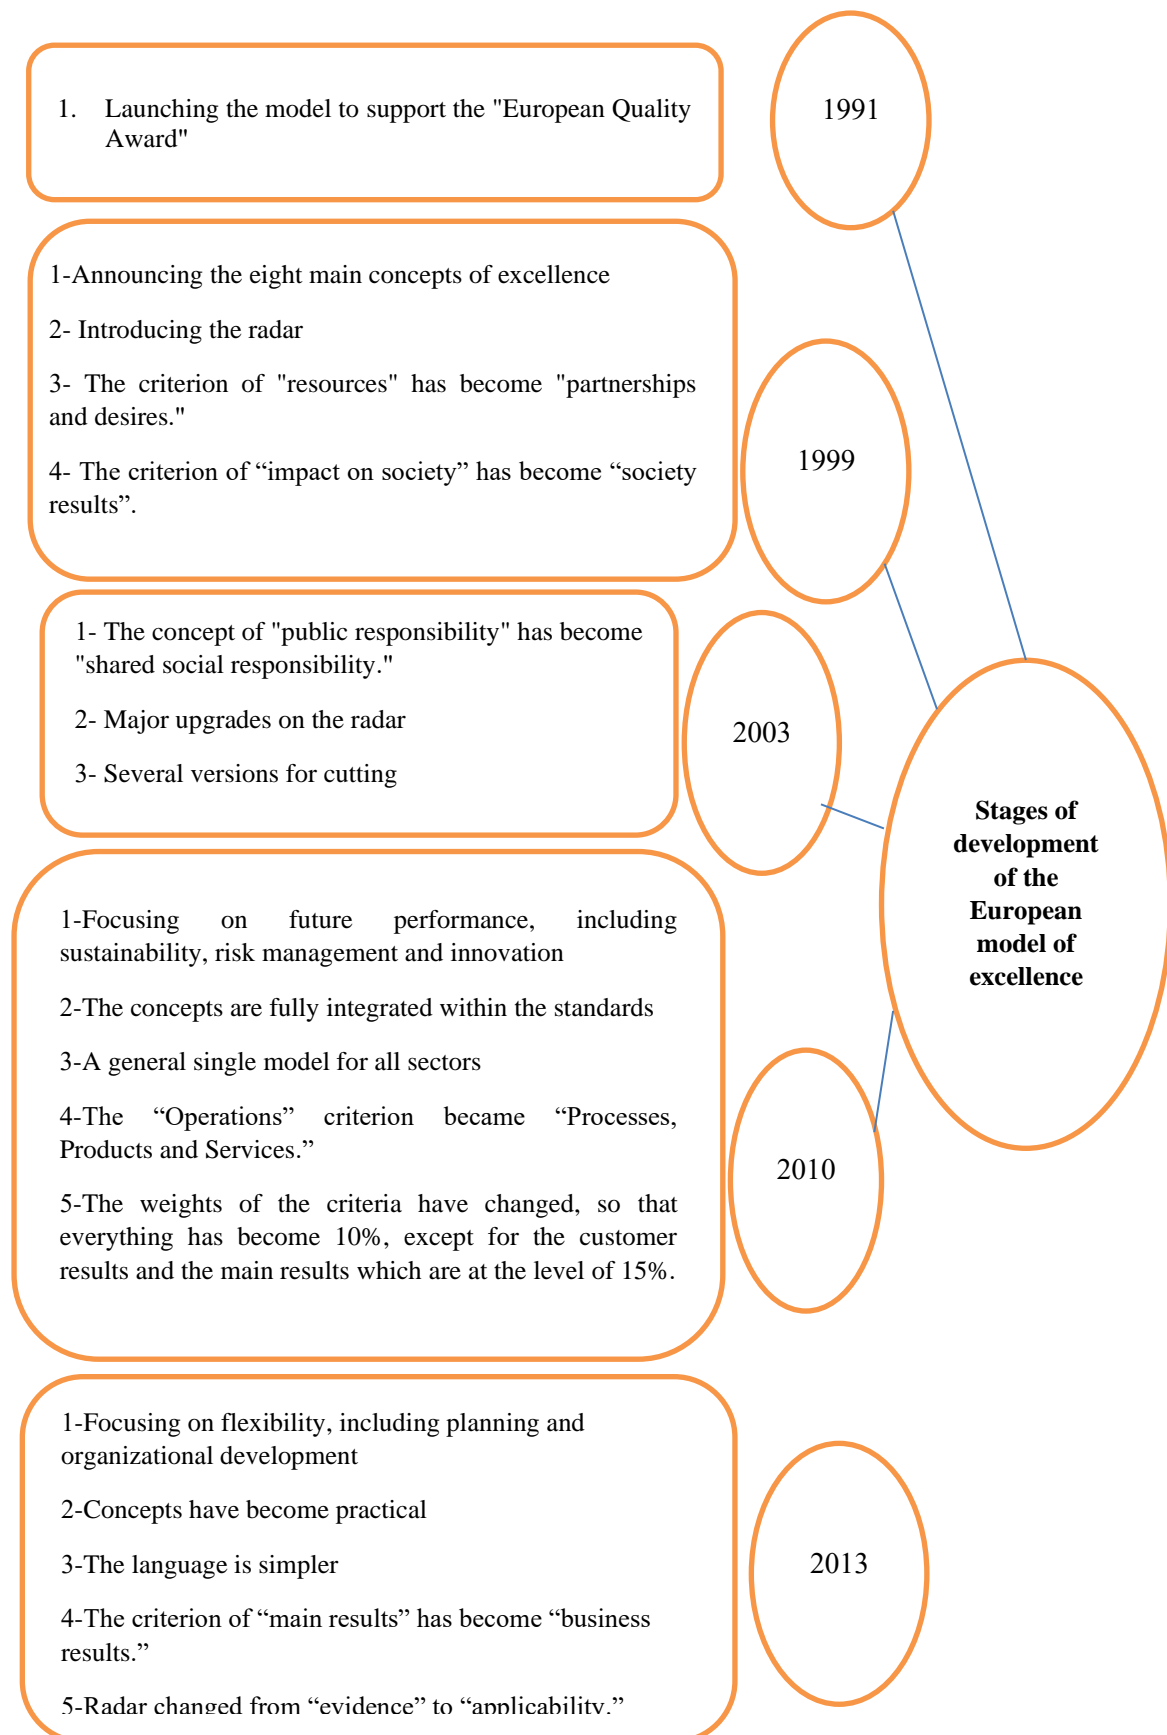 1. Launching the model to support the "European Quality
Award"
1991
1-Announcing the eight main concepts of excellence
2- Introducing the radar
3- The criterion of "resources" has become "partnerships
and desires."
4- The criterion of “impact on society” has become “society
results”.
1999
1- The concept of "public responsibility" has become
"shared social responsibility."
2- Major upgrades on the radar
3- Several versions for cutting
2003
Stages of
development
of the
European
model of
excellence
1-Focusing on future performance, including
sustainability, risk management and innovation
2-The concepts are fully integrated within the standards
3-A general single model for all sectors
4-The “Operations” criterion became “Processes,
Products and Services.”
5-The weights of the criteria have changed, so that
everything has become 10%, except for the customer
results and the main results which are at the level of 15%.
2010
1-Focusing on flexibility, including planning and
organizational development
2-Concepts have become practical
3-The language is simpler
4-The criterion of “main results” has become “business
results.”
5-Radar changed from “evidence” to “applicability.”
2013